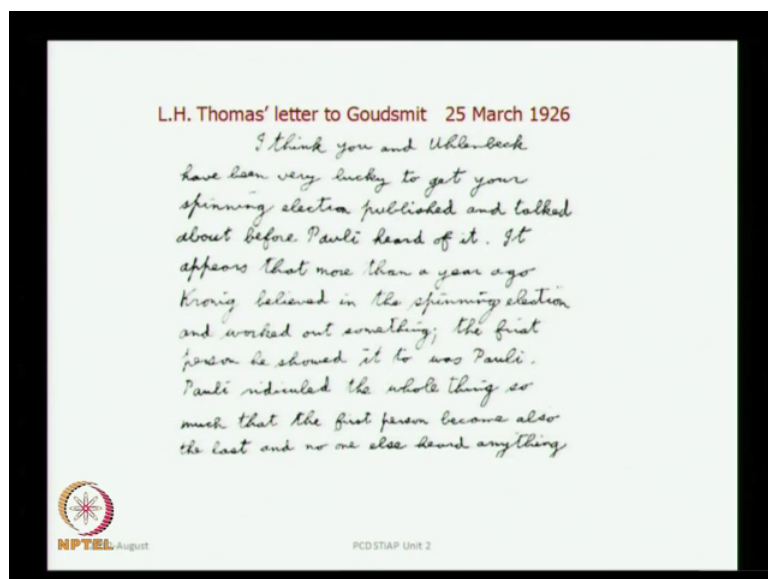 L.H. Thomas' letter to Goudsmit 25 March 1926
I think you and Uhlenbeck
have been very lucky to get your
spinning electron published and talked
about before Pauli heard of it. It
appears that more than a year ago
Kronig believed in the spinning electron
and worked out something; the first
person he showed it to was Pauli.
Pauli ridiculed the whole thing so
much that the first person became also
the last and no one else heard anything
NPTEL
-August
PCDSTiAP Unit 2